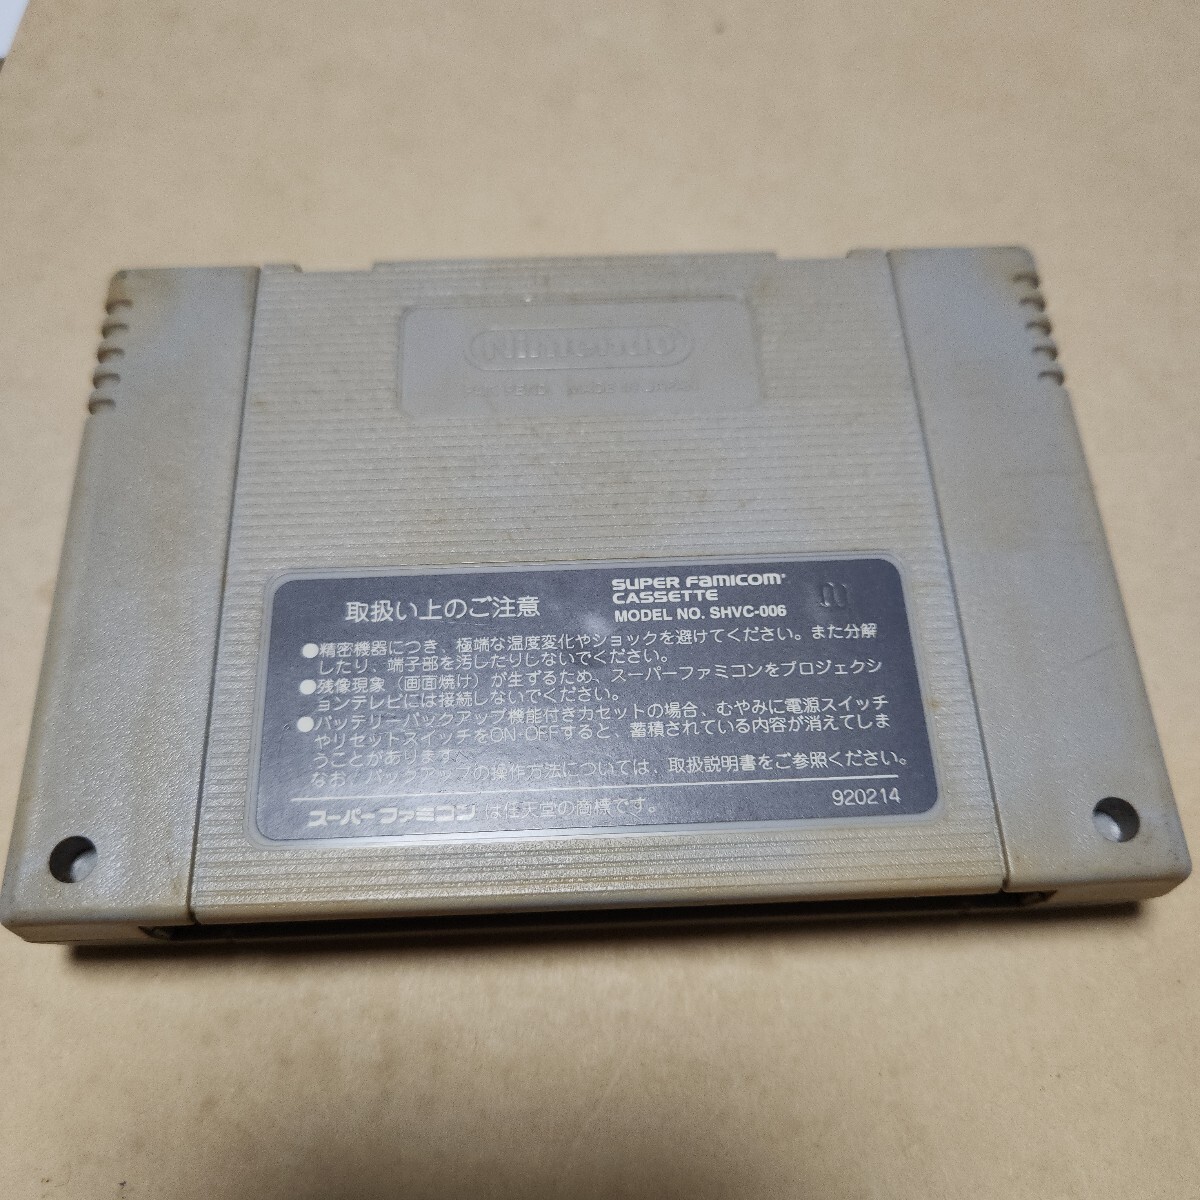 Nintendo
MADE IN JAPAN
取扱い上のご注意
SUPER FAMICOM
CASSETTE
MODEL NO. SHVC-006
●精密機器につき、極端な温度変化やショックを避けてください。また分解
したり、端子部を汚したりしないでください。
●残像現象（画面焼け）が生ずるため、スーパーファミコンをプロジェクシ
ョンテレビには接続しないでください。
●バッテリーバックアップ機能付きカセットの場合、むやみに電源スイッチ
やリセットスイッチをON-OFFすると、蓄積されている内容が消えてしま
うことがあります。
なお、バックアップの操作方法については、取扱説明書をご参照ください。
スーパーファミコンは任天堂の商標です。
920214